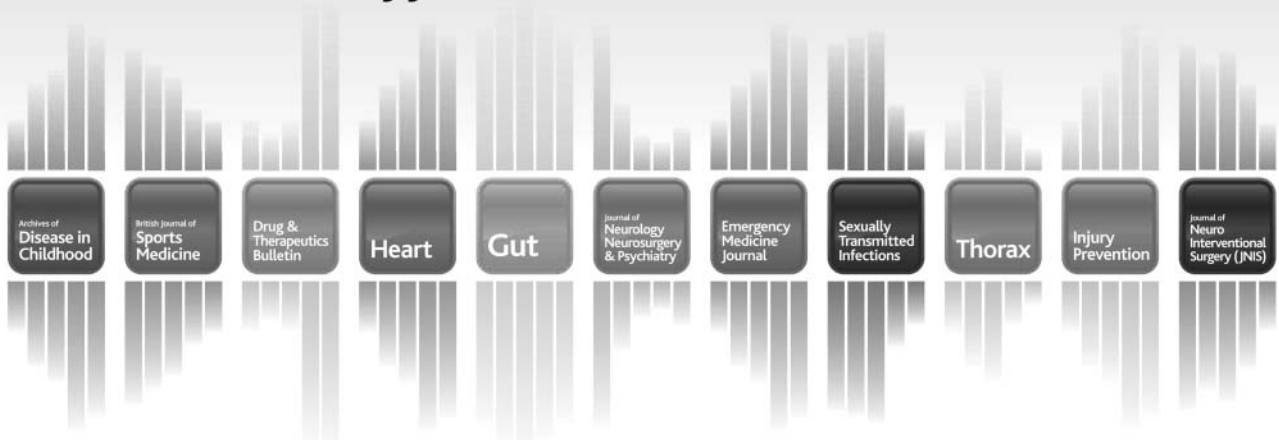 Archives of
Disease in
Childhood
British Journal of
Sports
Medicine
Drug &
Therapeutics
Bulletin
Heart
Gut
Journal of
Neurology
Neurosurgery
& Psychiatry
Emergency
Medicine
Journal
Sexually
Transmitted
Infections
Thorax
Injury
Prevention
Journal of
Neuro
Interventional
Surgery (JNIS)